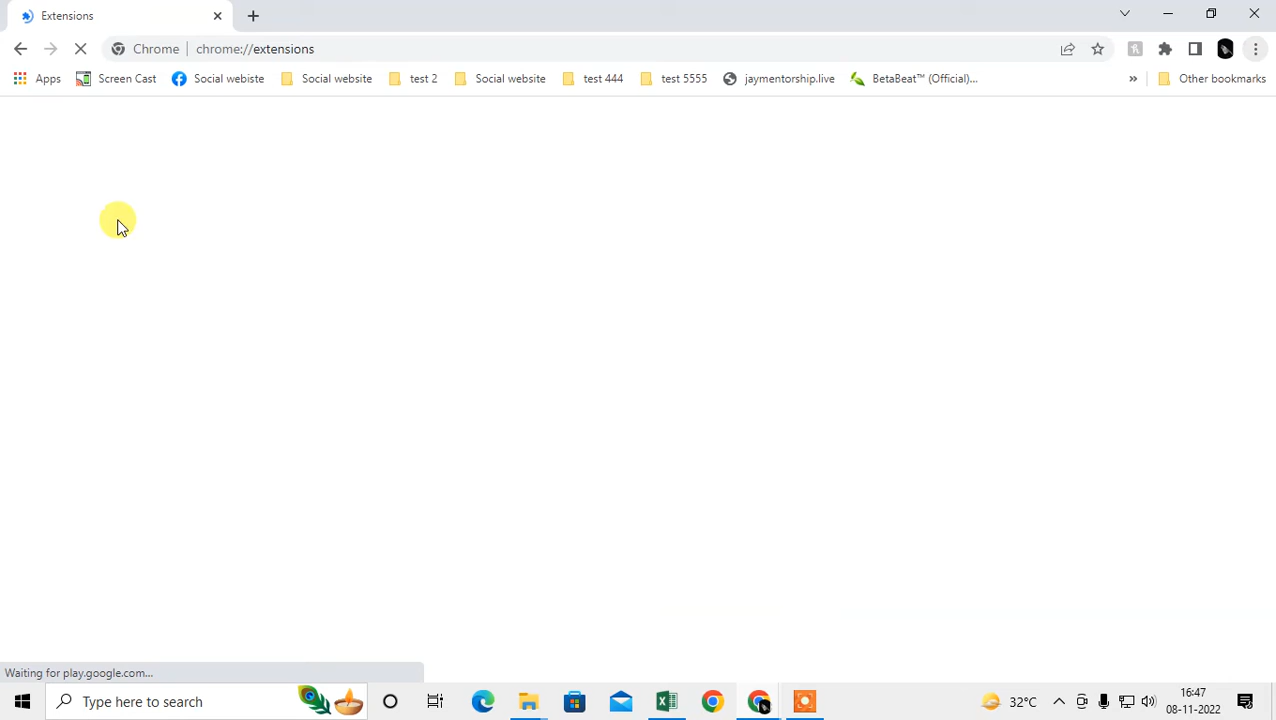 Extensions
Chrome chrome://extensions
Apps Screen Cast Social webiste Social website test 2 Social website test 444 test 5555 jaymentorship.live BetaBeat™ (Official)... » Other bookmarks
Waiting for play.google.com...
Type here to search 32°C 16:47
08-11-2022